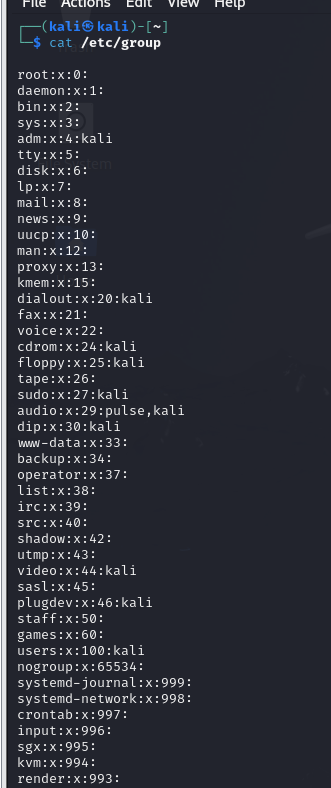 File Actions Edit View Help
┌──(kali㉿kali)-[~]
└─$ cat /etc/group
root:x:0:
daemon:x:1:
bin:x:2:
sys:x:3:
adm:x:4:kali
tty:x:5:
disk:x:6:
lp:x:7:
mail:x:8:
news:x:9:
uucp:x:10:
man:x:12:
proxy:x:13:
kmem:x:15:
dialout:x:20:kali
fax:x:21:
voice:x:22:
cdrom:x:24:kali
floppy:x:25:kali
tape:x:26:
sudo:x:27:kali
audio:x:29:pulse,kali
dip:x:30:kali
www-data:x:33:
backup:x:34:
operator:x:37:
list:x:38:
irc:x:39:
src:x:40:
shadow:x:42:
utmp:x:43:
video:x:44:kali
sasl:x:45:
plugdev:x:46:kali
staff:x:50:
games:x:60:
users:x:100:kali
nogroup:x:65534:
systemd-journal:x:999:
systemd-network:x:998:
crontab:x:997:
input:x:996:
sgx:x:995:
kvm:x:994:
render:x:993: